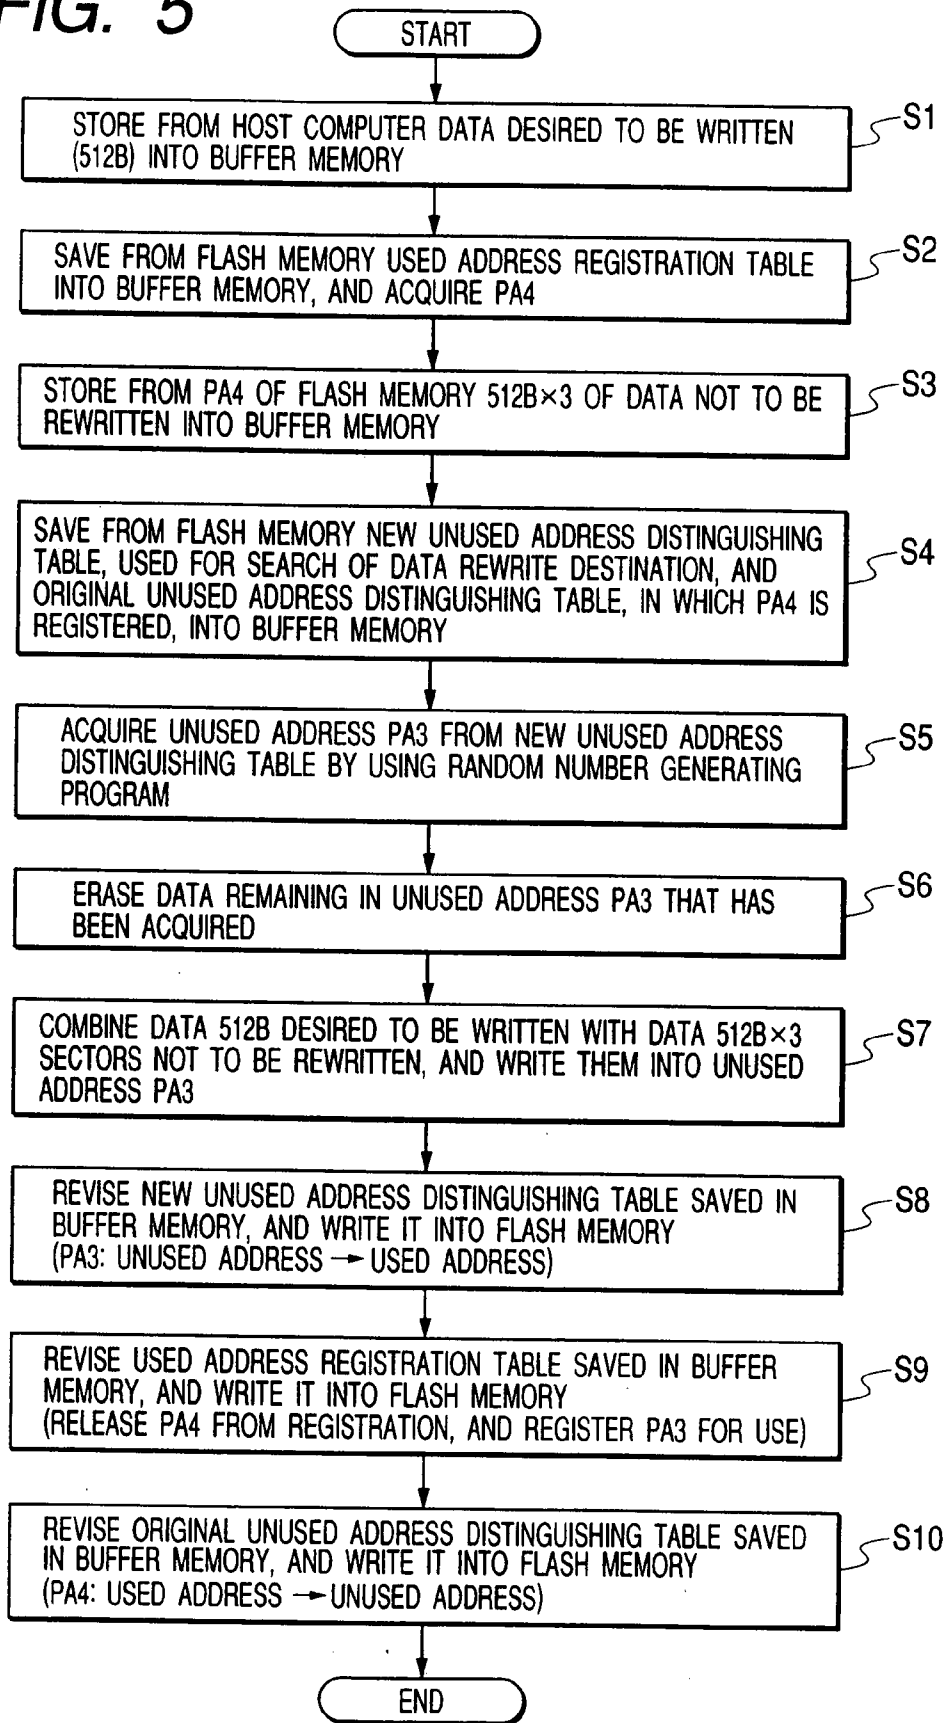 FIG. 5
START
STORE FROM HOST COMPUTER DATA DESIRED TO BE WRITTEN
(512B) INTO BUFFER MEMORY
S1
SAVE FROM FLASH MEMORY USED ADDRESS REGISTRATION TABLE
INTO BUFFER MEMORY, AND ACQUIRE PA4
S2
STORE FROM PA4 OF FLASH MEMORY 512B×3 OF DATA NOT TO BE
REWRITTEN INTO BUFFER MEMORY
S3
SAVE FROM FLASH MEMORY NEW UNUSED ADDRESS DISTINGUISHING
TABLE, USED FOR SEARCH OF DATA REWRITE DESTINATION, AND
ORIGINAL UNUSED ADDRESS DISTINGUISHING TABLE, IN WHICH PA4 IS
REGISTERED, INTO BUFFER MEMORY
S4
ACQUIRE UNUSED ADDRESS PA3 FROM NEW UNUSED ADDRESS
DISTINGUISHING TABLE BY USING RANDOM NUMBER GENERATING
PROGRAM
S5
ERASE DATA REMAINING IN UNUSED ADDRESS PA3 THAT HAS
BEEN ACQUIRED
S6
COMBINE DATA 512B DESIRED TO BE WRITTEN WITH DATA 512B×3
SECTORS NOT TO BE REWRITTEN, AND WRITE THEM INTO UNUSED
ADDRESS PA3
S7
REVISE NEW UNUSED ADDRESS DISTINGUISHING TABLE SAVED IN
BUFFER MEMORY, AND WRITE IT INTO FLASH MEMORY
(PA3: UNUSED ADDRESS → USED ADDRESS)
S8
REVISE USED ADDRESS REGISTRATION TABLE SAVED IN BUFFER
MEMORY, AND WRITE IT INTO FLASH MEMORY
(RELEASE PA4 FROM REGISTRATION, AND REGISTER PA3 FOR USE)
S9
REVISE ORIGINAL UNUSED ADDRESS DISTINGUISHING TABLE SAVED
IN BUFFER MEMORY, AND WRITE IT INTO FLASH MEMORY
(PA4: USED ADDRESS → UNUSED ADDRESS)
S10
END